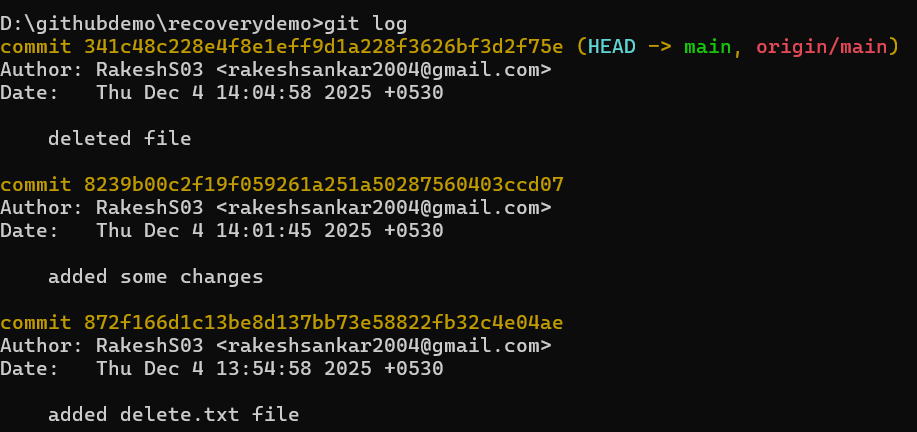 D:\githubdemo\recoverydemo>git log
commit 341c48c228e4f8e1eff9d1a228f3626bf3d2f75e (HEAD -> main, origin/main)
Author: RakeshS03 <rakeshsankar2004@gmail.com>
Date:   Thu Dec 4 14:04:58 2025 +0530
deleted file
commit 8239b00c2f19f059261a251a50287560403ccd07
Author: RakeshS03 <rakeshsankar2004@gmail.com>
Date:   Thu Dec 4 14:01:45 2025 +0530
added some changes
commit 872f166d1c13be8d137bb73e58822fb32c4e04ae
Author: RakeshS03 <rakeshsankar2004@gmail.com>
Date:   Thu Dec 4 13:54:58 2025 +0530
added delete.txt file